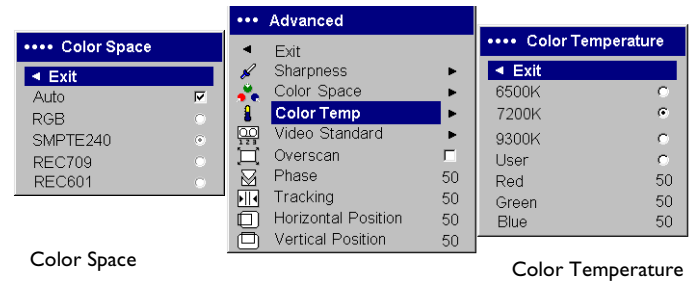 •••• Color Space
◄ Exit
Auto
RGB
SMPTE240
REC709
REC601
Color Space
••• Advanced
◄ Exit
Sharpness ►
Color Space ►
Color Temp ►
Video Standard ►
Overscan
Phase 50
Tracking 50
Horizontal Position 50
Vertical Position 50
•••• Color Temperature
◄ Exit
6500K
7200K
9300K
User
Red 50
Green 50
Blue 50
Color Temperature